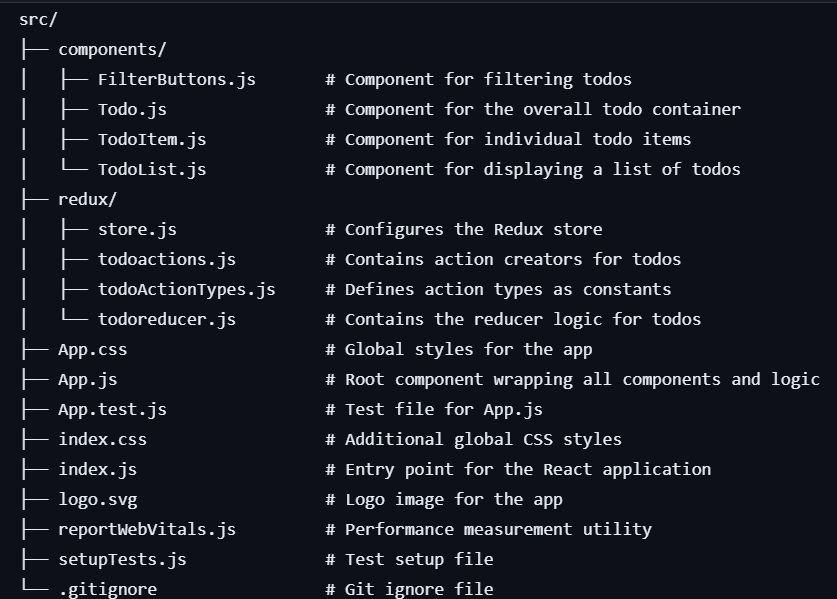 src/
├── components/
│   ├── FilterButtons.js       # Component for filtering todos
│   ├── Todo.js                # Component for the overall todo container
│   ├── TodoItem.js            # Component for individual todo items
│   └── TodoList.js            # Component for displaying a list of todos
├── redux/
│   ├── store.js               # Configures the Redux store
│   ├── todoactions.js         # Contains action creators for todos
│   ├── todoActionTypes.js     # Defines action types as constants
│   └── todoreducer.js         # Contains the reducer logic for todos
├── App.css                    # Global styles for the app
├── App.js                     # Root component wrapping all components and logic
├── App.test.js                # Test file for App.js
├── index.css                  # Additional global CSS styles
├── index.js                   # Entry point for the React application
├── logo.svg                   # Logo image for the app
├── reportWebVitals.js         # Performance measurement utility
├── setupTests.js              # Test setup file
└── .gitignore                 # Git ignore file